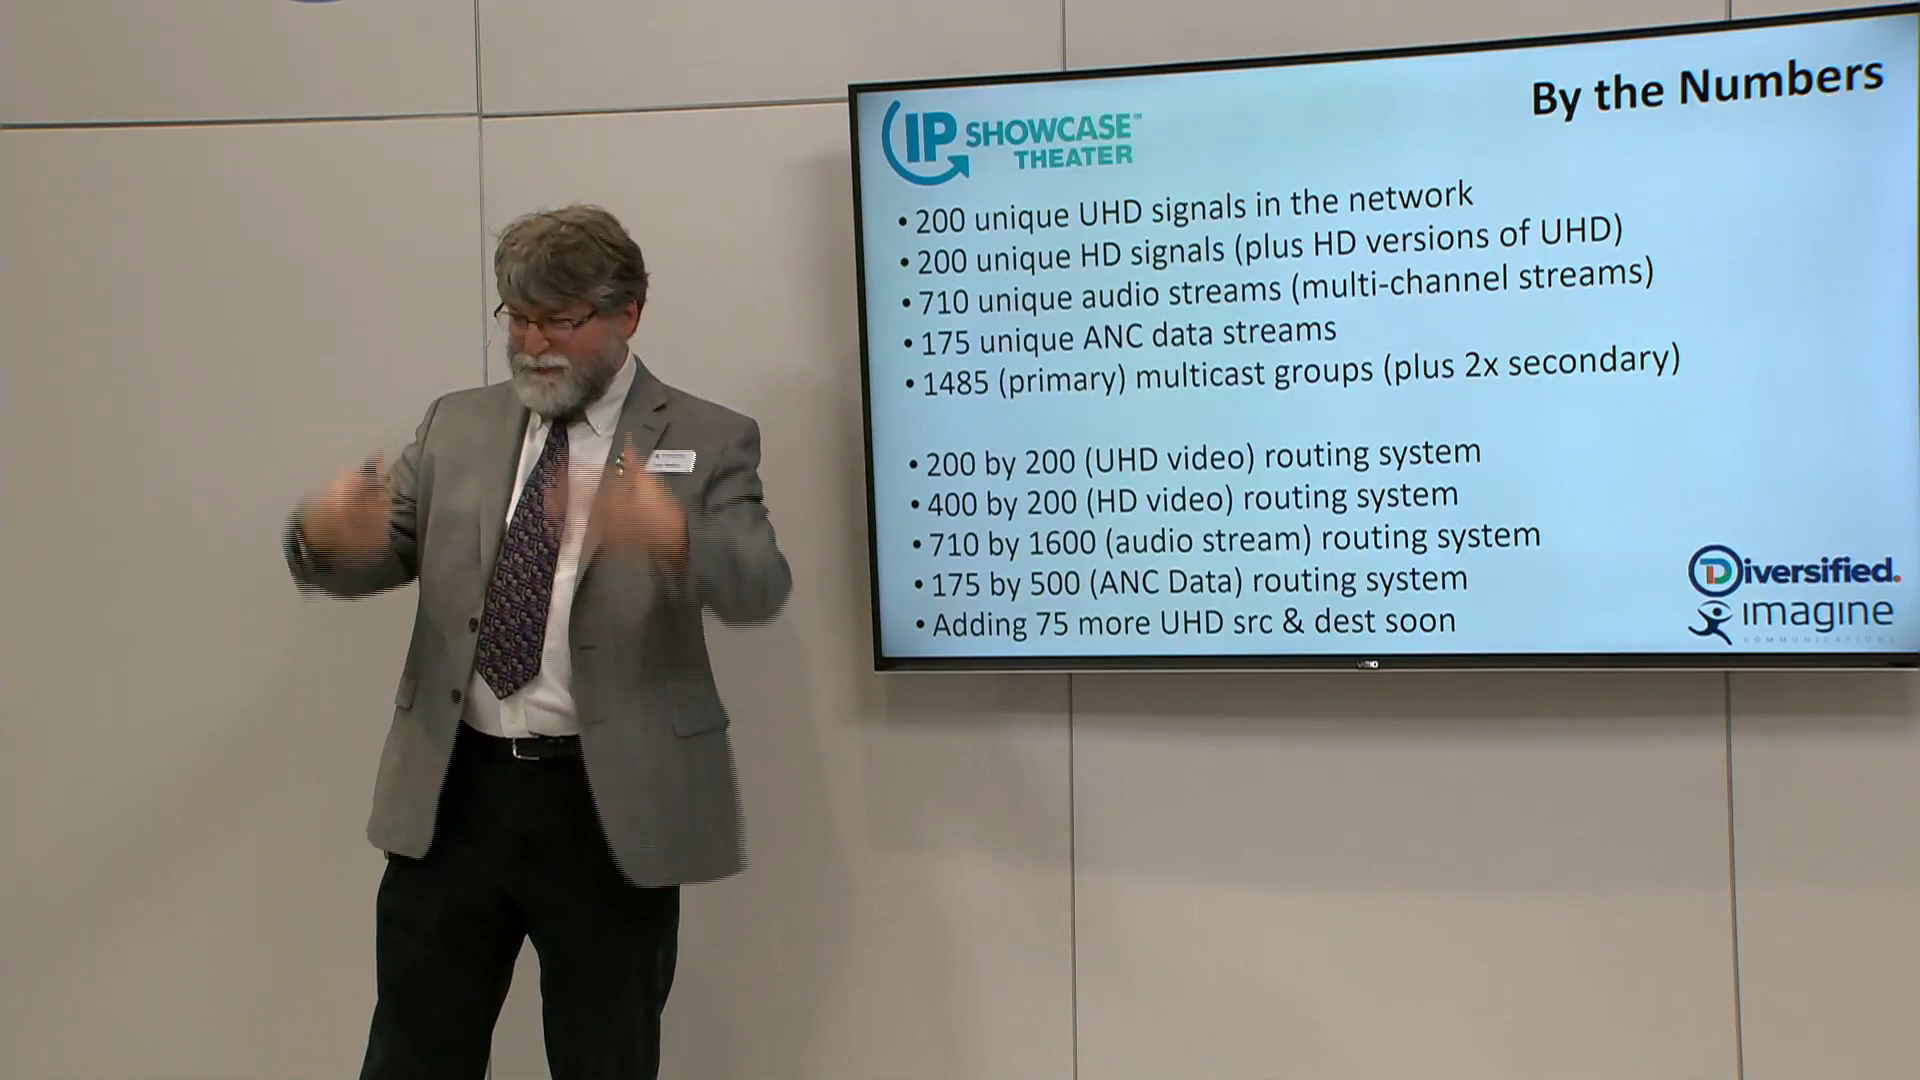 By the Numbers
IP SHOWCASE™
THEATER
• 200 unique UHD signals in the network
• 200 unique HD signals (plus HD versions of UHD)
• 710 unique audio streams (multi-channel streams)
• 175 unique ANC data streams
• 1485 (primary) multicast groups (plus 2x secondary)
• 200 by 200 (UHD video) routing system
• 400 by 200 (HD video) routing system
• 710 by 1600 (audio stream) routing system
• 175 by 500 (ANC Data) routing system
• Adding 75 more UHD src & dest soon
Diversified.
imagine
COMMUNICATIONS
VIZIO